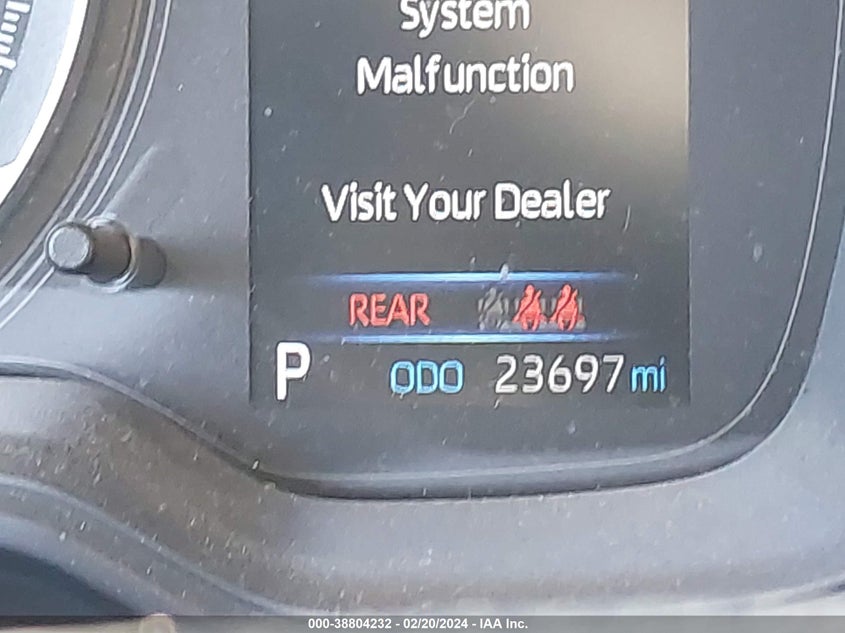 System
Malfunction
Visit Your Dealer
REAR
P ODO 23697 mi
000-38804232 - 02/20/2024 - IAA Inc.